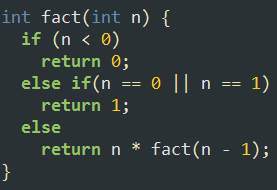 int fact(int n) {
  if (n < 0)
    return 0;
  else if(n == 0 || n == 1)
    return 1;
  else
    return n * fact(n - 1);
}